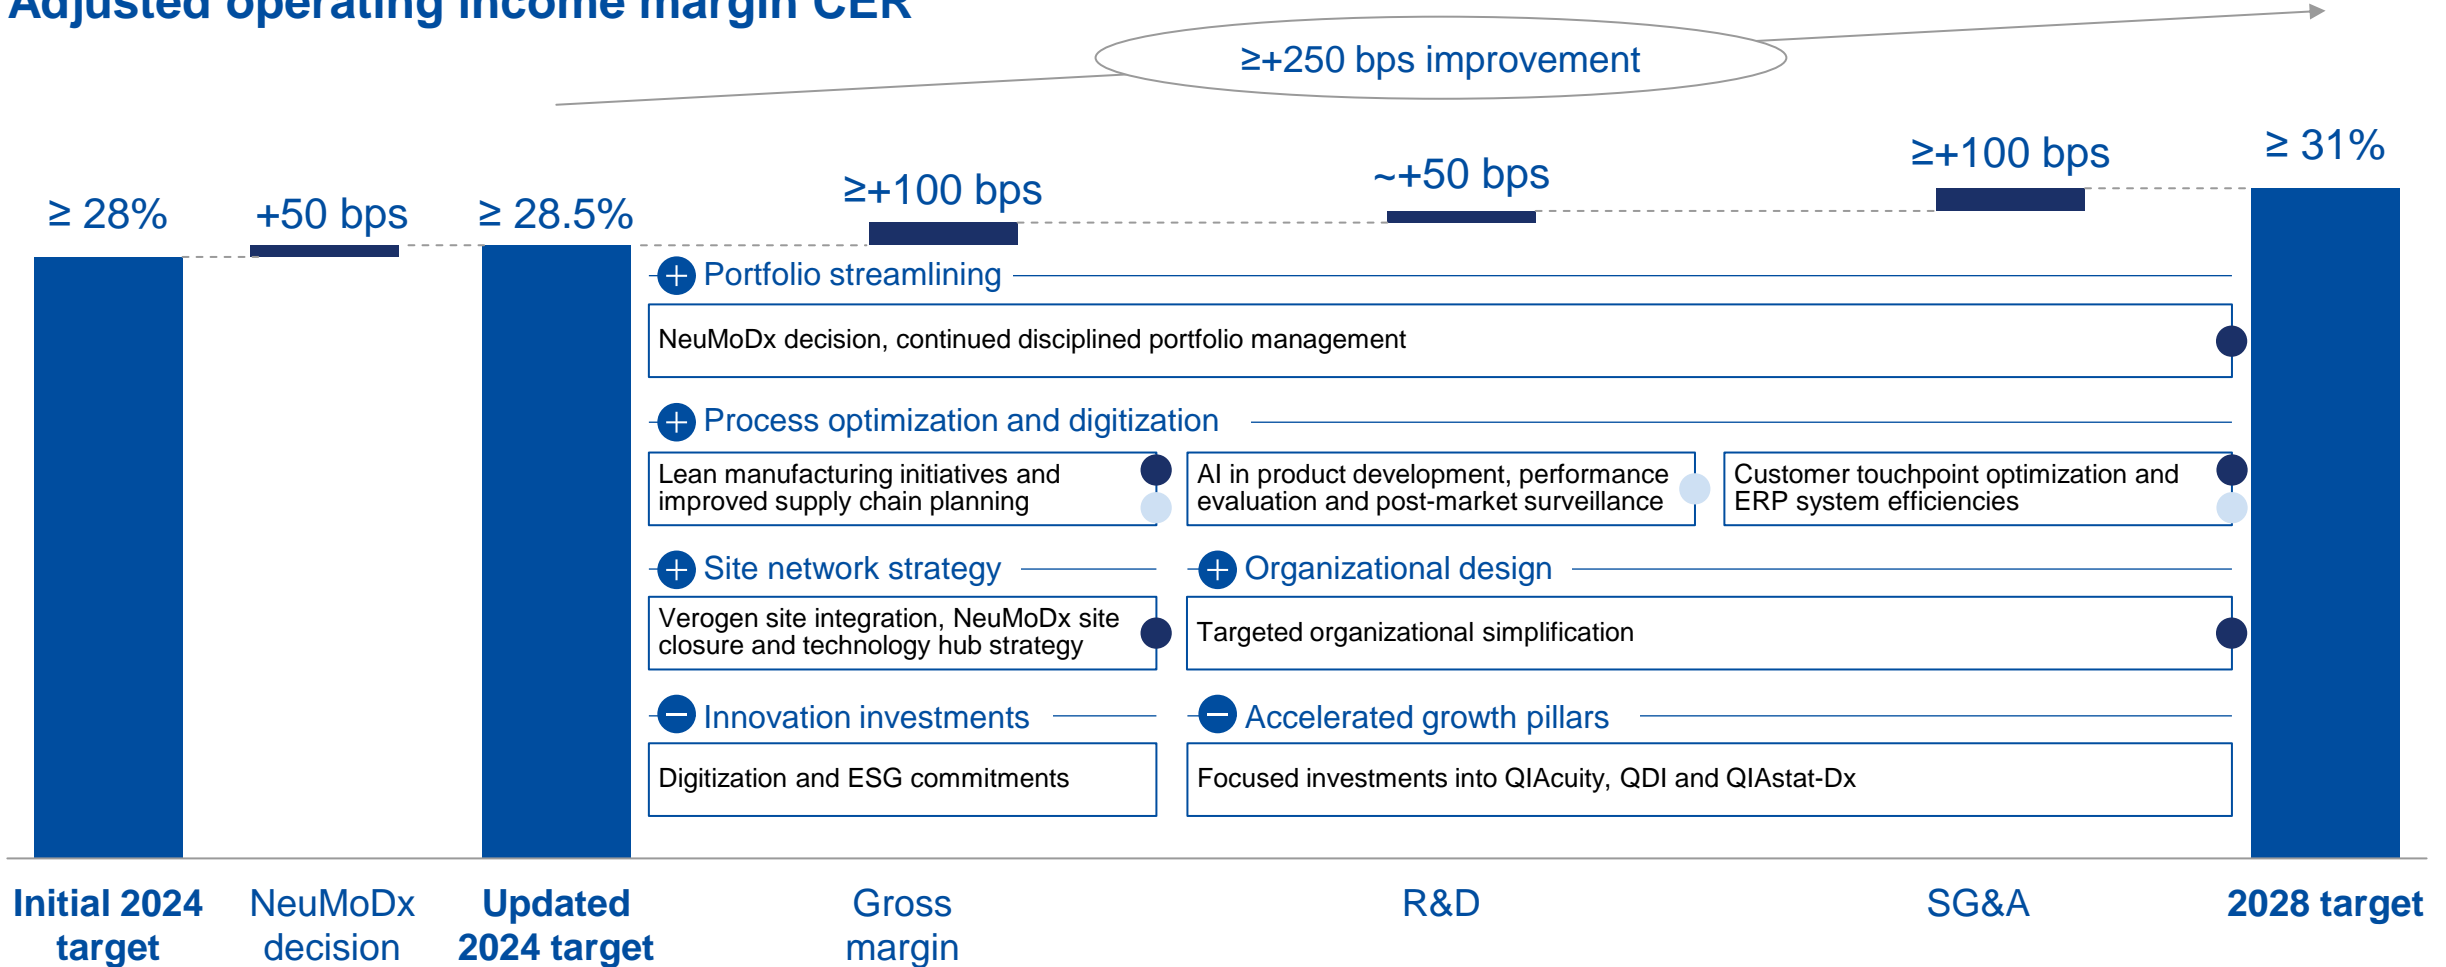 Adjusted operating income margin CER
≥+250 bps improvement
≥ 28%
+50 bps
≥ 28.5%
≥+100 bps
~+50 bps
≥+100 bps
≥ 31%
Portfolio streamlining
NeuMoDx decision, continued disciplined portfolio management
Process optimization and digitization
Lean manufacturing initiatives and
improved supply chain planning
AI in product development, performance
evaluation and post-market surveillance
Customer touchpoint optimization and
ERP system efficiencies
Site network strategy
Verogen site integration, NeuMoDx site
closure and technology hub strategy
Organizational design
Targeted organizational simplification
Innovation investments
Digitization and ESG commitments
Accelerated growth pillars
Focused investments into QIAcuity, QDI and QIAstat-Dx
Initial 2024
target
NeuMoDx
decision
Updated
2024 target
Gross
margin
R&D
SG&A
2028 target